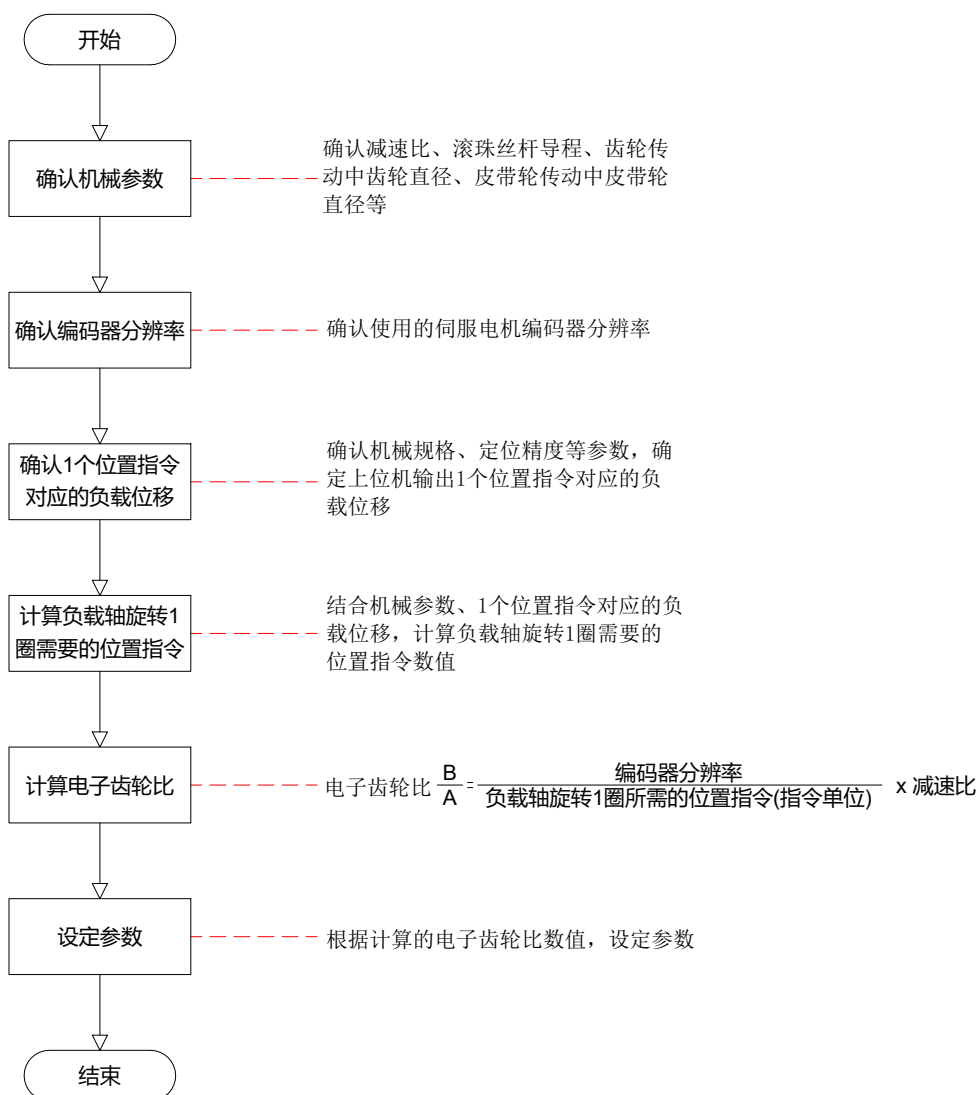 开始
确认机械参数
确认减速比、滚珠丝杆导程、齿轮传
动中齿轮直径、皮带轮传动中皮带轮
直径等
确认编码器分辨率
确认使用的伺服电机编码器分辨率
确认1个位置指令
对应的负载位移
确认机械规格、定位精度等参数，确
定上位机输出1个位置指令对应的负
载位移
计算负载轴旋转1
圈需要的位置指令
结合机械参数、1个位置指令对应的负
载位移，计算负载轴旋转1圈需要的
位置指令数值
计算电子齿轮比
电子齿轮比 B/A = 编码器分辨率/负载轴旋转1圈所需的位置指令(指令单位) x 减速比
设定参数
根据计算的电子齿轮比数值，设定参数
结束